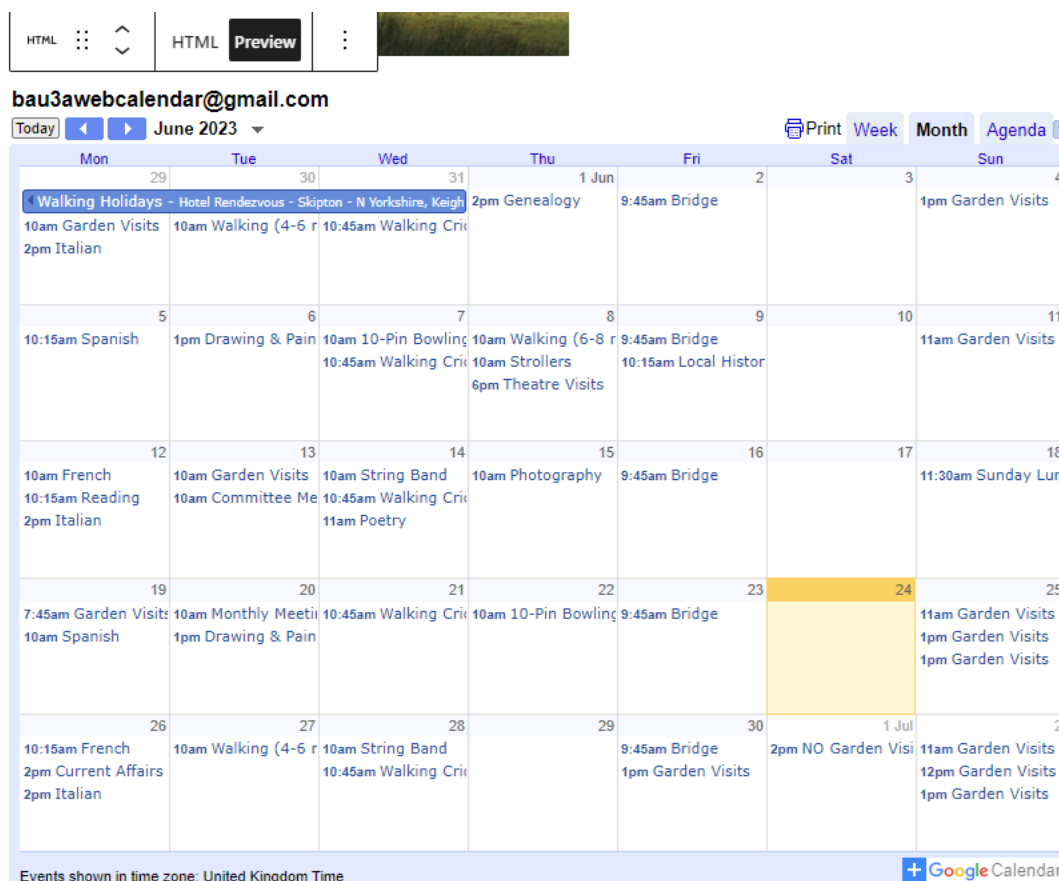 HTML HTML Preview
bau3awebcalendar@gmail.com
Today June 2023 Print Week Month Agenda
Mon Tue Wed Thu Fri Sat Sun
29 30 31 1 Jun 2 3 4
Walking Holidays - Hotel Rendezvous - Skipton - N Yorkshire, Keigh 2pm Genealogy 9:45am Bridge 1pm Garden Visits
10am Garden Visits 10am Walking (4-6 10:45am Walking
2pm Italian
5 6 7 8 9 10 11
10:15am Spanish 1pm Drawing & Pain 10am 10-Pin Bowling 10am Walking (6-8 9:45am Bridge 11am Garden Visits
10:45am Walking 10am Strollers 10:15am Local Histor
6pm Theatre Visits
12 13 14 15 16 17 18
10am French 10am Garden Visits 10am String Band 10am Photography 9:45am Bridge 11:30am Sunday
10:15am Reading 10am Committee Me 10:45am Walking
2pm Italian 11am Poetry
19 20 21 22 23 24 25
7:45am Garden Visits 10am Monthly 10:45am Walking 10am 10-Pin Bowling 9:45am Bridge 11am Garden Visits
10am Spanish 1pm Drawing & Pain 1pm Garden Visits
1pm Garden Visits
26 27 28 29 30 1 Jul 2
10:15am French 10am Walking (4-6 10am String Band 9:45am Bridge 2pm NO Garden Visi 11am Garden Visits
2pm Current Affairs 10:45am Walking 1pm Garden Visits 12pm Garden Visits
2pm Italian 1pm Garden Visits
Events shown in time zone: United Kingdom Time
Google Calendar